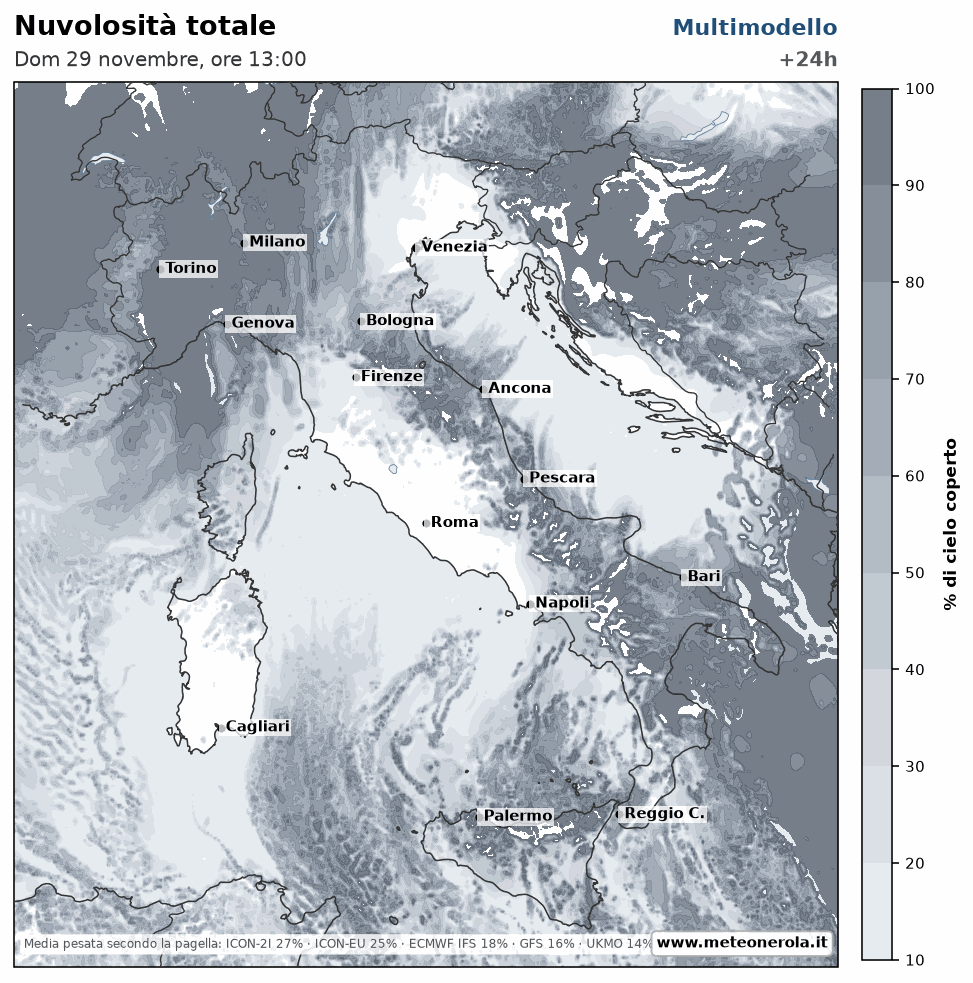 Nuvolosità totale
Multimodello
Dom 29 novembre, ore 13:00
+24h
Milano
Venezia
Torino
Genova
Bologna
Firenze
Ancona
Pescara
Roma
Bari
Napoli
Cagliari
Palermo
Reggio C.
100
90
80
70
60
50
40
30
20
10
% di cielo coperto
Media pesata secondo la pagella: ICON-2I 27% · ICON-EU 25% · ECMWF IFS 18% · GFS 16% · UKMO 14%
www.meteonerola.it